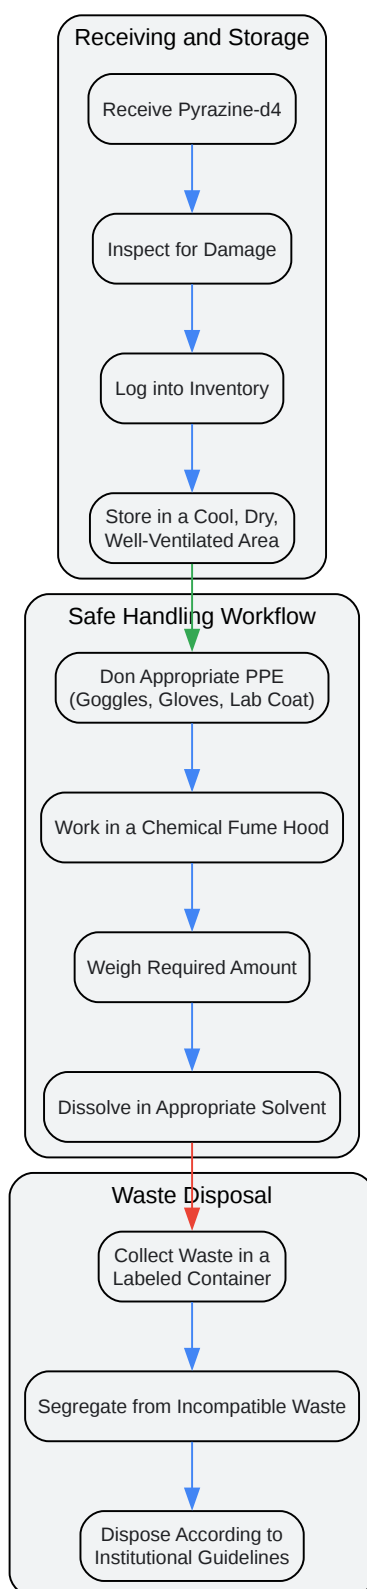 Receiving and Storage
Receive Pyrazine-d4
Inspect for Damage
Log into Inventory
Store in a Cool, Dry,
Well-Ventilated Area
Safe Handling Workflow
Don Appropriate PPE
(Goggles, Gloves, Lab Coat)
Work in a Chemical Fume Hood
Weigh Required Amount
Dissolve in Appropriate Solvent
Waste Disposal
Collect Waste in a
Labeled Container
Segregate from Incompatible Waste
Dispose According to
Institutional Guidelines